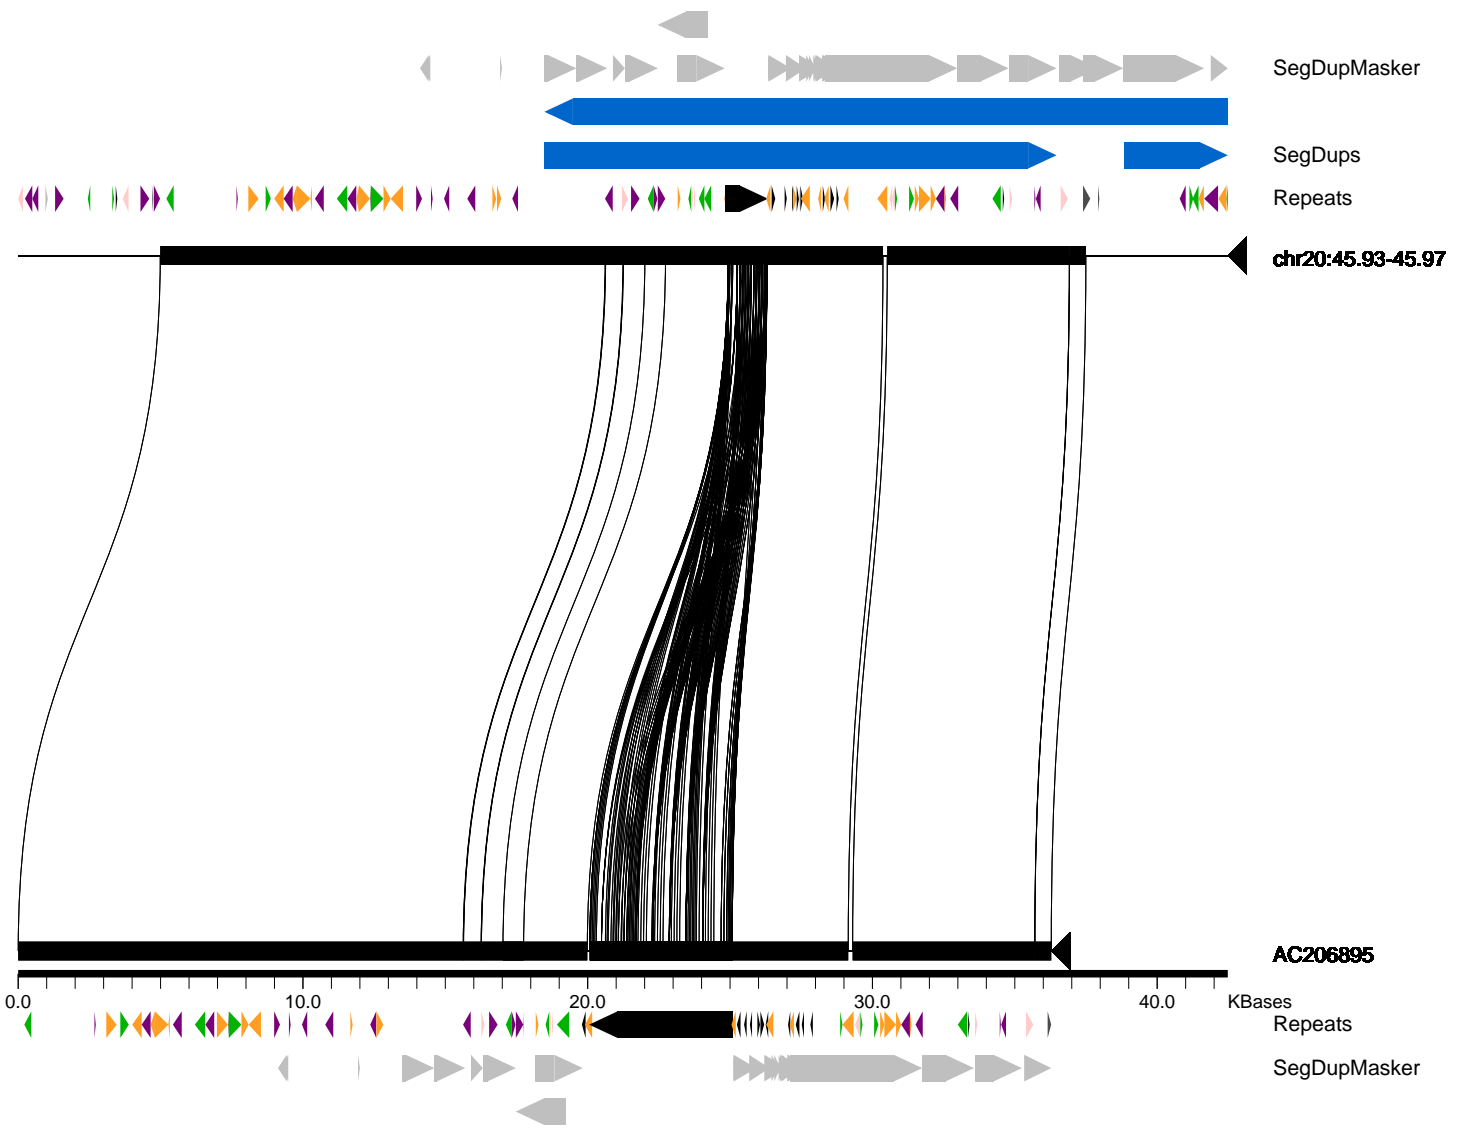 SegDupMasker
SegDups
Repeats
chr20:45.93-45.97
AC206895
0.0 10.0 20.0 30.0 40.0 KBases
Repeats
SegDupMasker